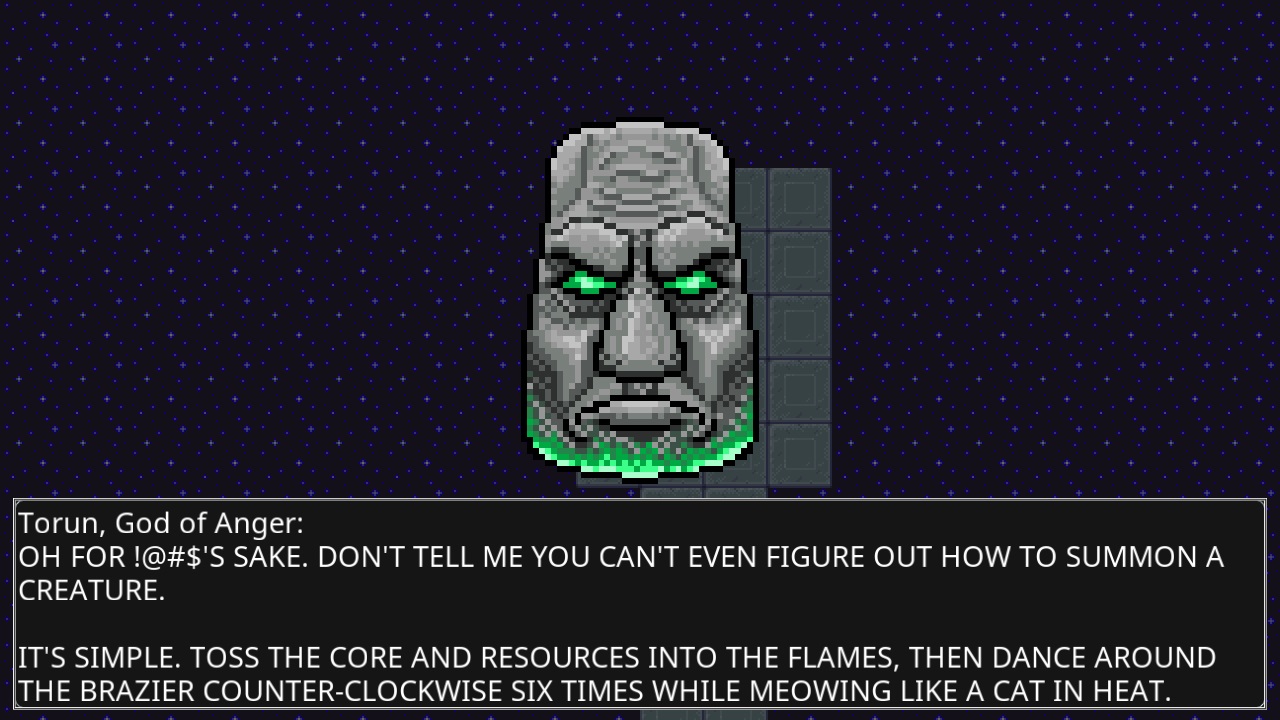 Torun, God of Anger:
OH FOR !@#$'S SAKE. DON'T TELL ME YOU CAN'T EVEN FIGURE OUT HOW TO SUMMON A
CREATURE.
IT'S SIMPLE. TOSS THE CORE AND RESOURCES INTO THE FLAMES, THEN DANCE AROUND
THE BRAZIER COUNTER-CLOCKWISE SIX TIMES WHILE MEOWING LIKE A CAT IN HEAT.